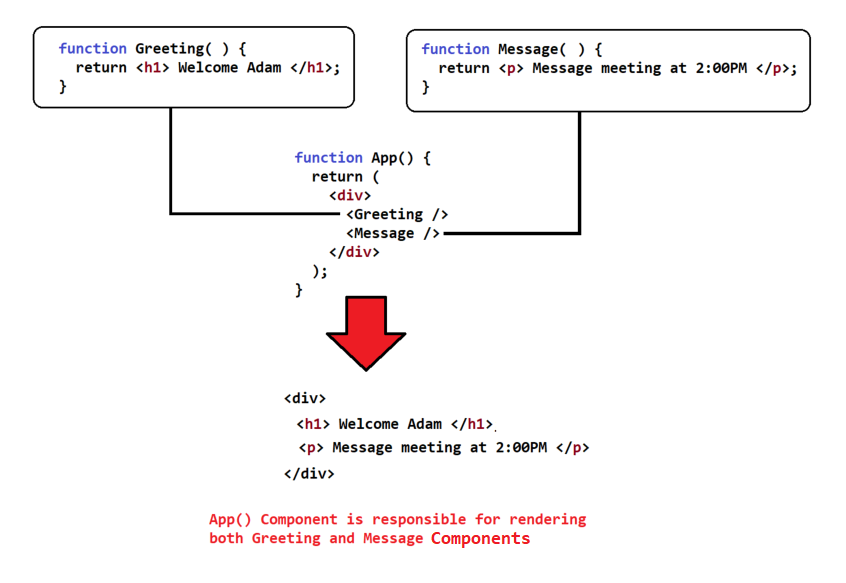 function Greeting( ) {
return <h1> Welcome Adam </h1>;
}
function Message( ) {
return <p> Message meeting at 2:00PM </p>;
}
function App() {
return (
<div>
<Greeting />
<Message />
</div>
);
}
<div>
<h1> Welcome Adam </h1>.
<p> Message meeting at 2:00PM </p>
</div>
App() Component is responsible for rendering
both Greeting and Message Components